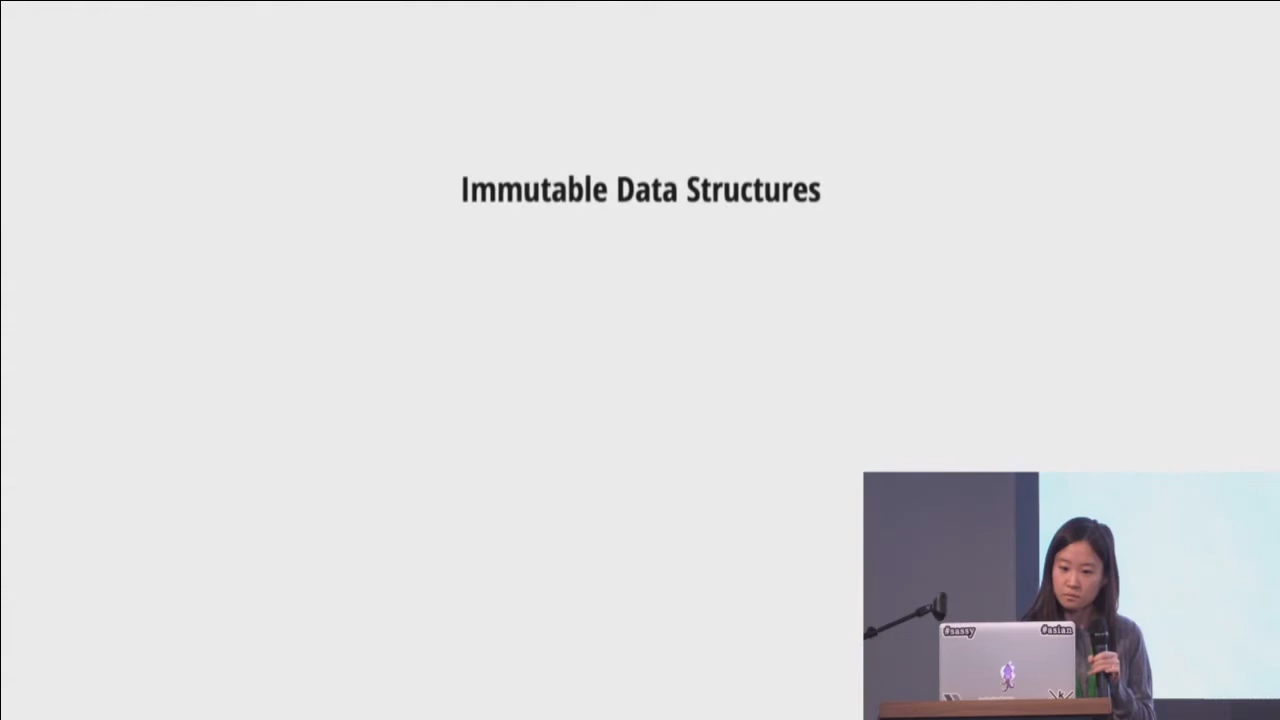 Immutable Data Structures
#sassy
#asian